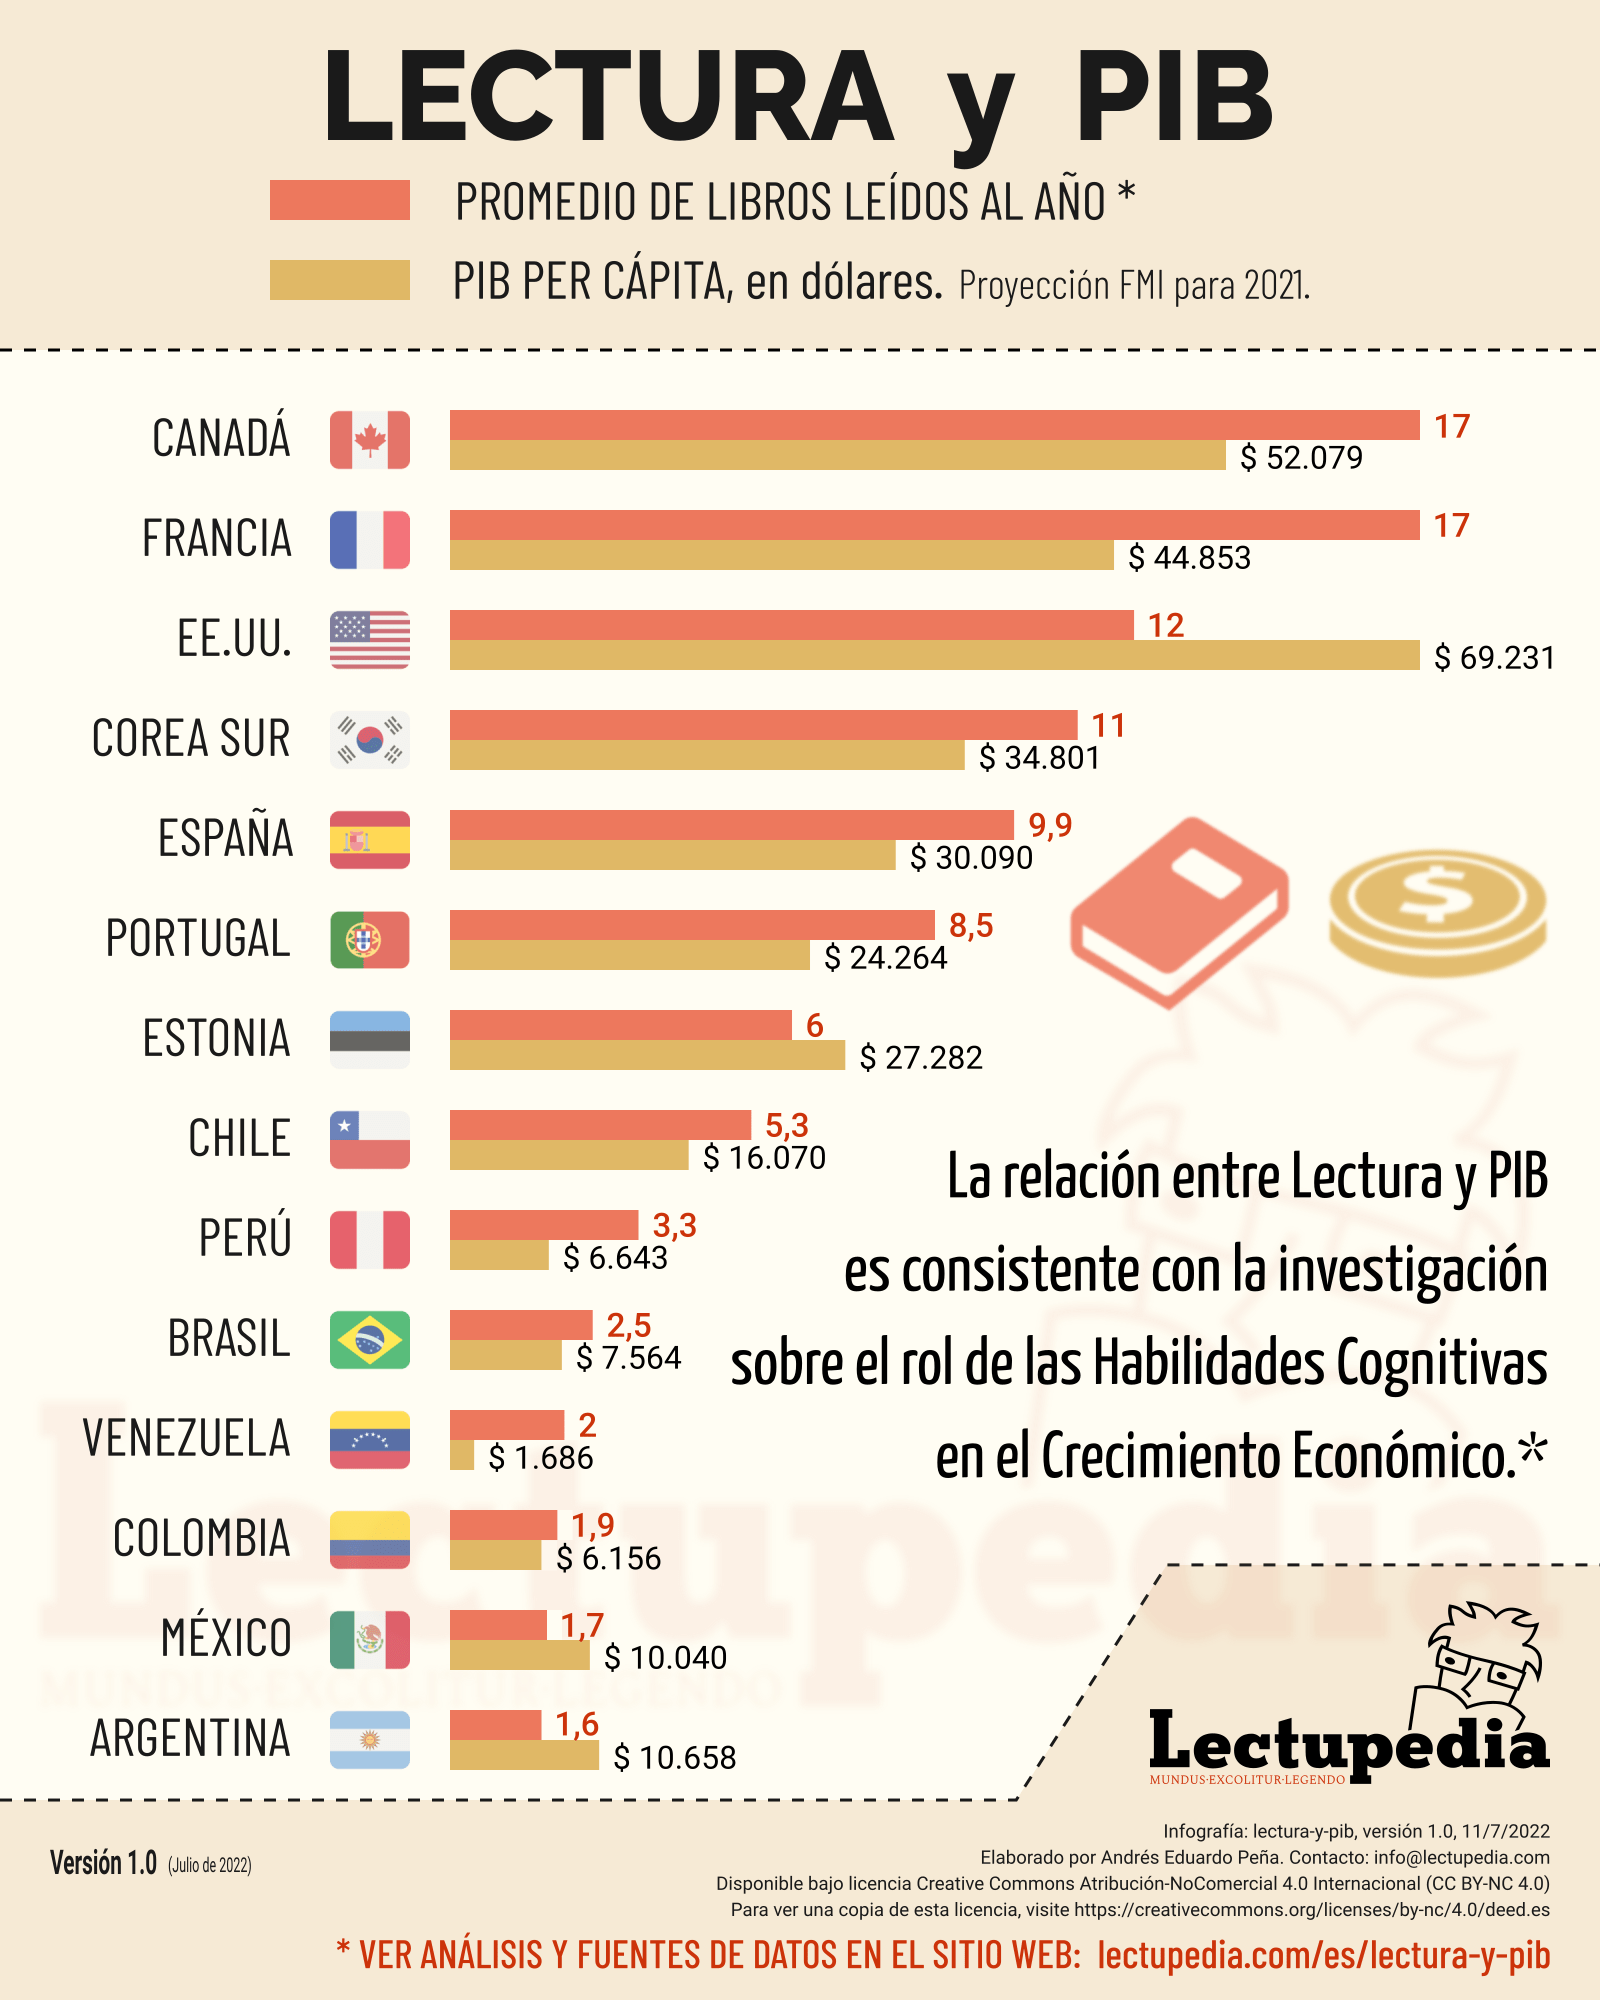 LECTURA y PIB
PROMEDIO DE LIBROS LEÍDOS AL AÑO *
PIB PER CÁPITA, en dólares. Proyección FMI para 2021.
CANADÁ 17
$ 52.079
FRANCIA 17
$ 44.853
EE.UU. 12
$ 69.231
COREA SUR 11
$ 34.801
ESPAÑA 9,9
$ 30.090
PORTUGAL 8,5
$ 24.264
ESTONIA 6
$ 27.282
CHILE 5,3
$ 16.070
PERÚ 3,3
$ 6.643
BRASIL 2,5
$ 7.564
VENEZUELA 2
$ 1.686
COLOMBIA 1,9
$ 6.156
MÉXICO 1,7
$ 10.040
ARGENTINA 1,6
$ 10.658
$
La relación entre Lectura y PIB
es consistente con la investigación
sobre el rol de las Habilidades Cognitivas
en el Crecimiento Económico.*
Lectupedia
MUNDUS·EXCOLITUR·LEGENDO
Lectupedia
MUNDUS·EXCOLITUR·LEGENDO
Versión 1.0 (Julio de 2022)
Infografía: lectura-y-pib, versión 1.0, 11/7/2022
Elaborado por Andrés Eduardo Peña. Contacto: info@lectupedia.com
Disponible bajo licencia Creative Commons Atribución-NoComercial 4.0 Internacional (CC BY-NC 4.0)
Para ver una copia de esta licencia, visite https://creativecommons.org/licenses/by-nc/4.0/deed.es
* VER ANÁLISIS Y FUENTES DE DATOS EN EL SITIO WEB: lectupedia.com/es/lectura-y-pib